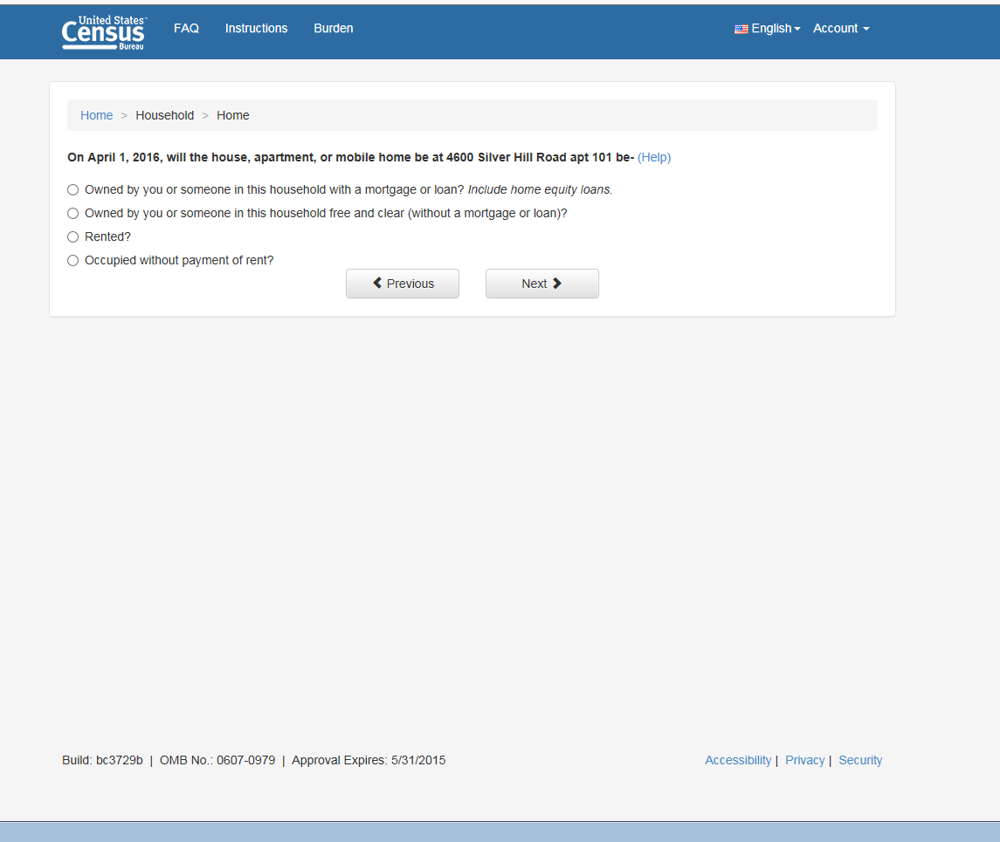 United States™
Census
Bureau
FAQ Instructions Burden English Account
Home > Household > Home
On April 1, 2016, will the house, apartment, or mobile home be at 4600 Silver Hill Road apt 101 be- (Help)
Owned by you or someone in this household with a mortgage or loan? Include home equity loans.
Owned by you or someone in this household free and clear (without a mortgage or loan)?
Rented?
Occupied without payment of rent?
Previous Next
Build: bc3729b | OMB No.: 0607-0979 | Approval Expires: 5/31/2015 Accessibility | Privacy | Security